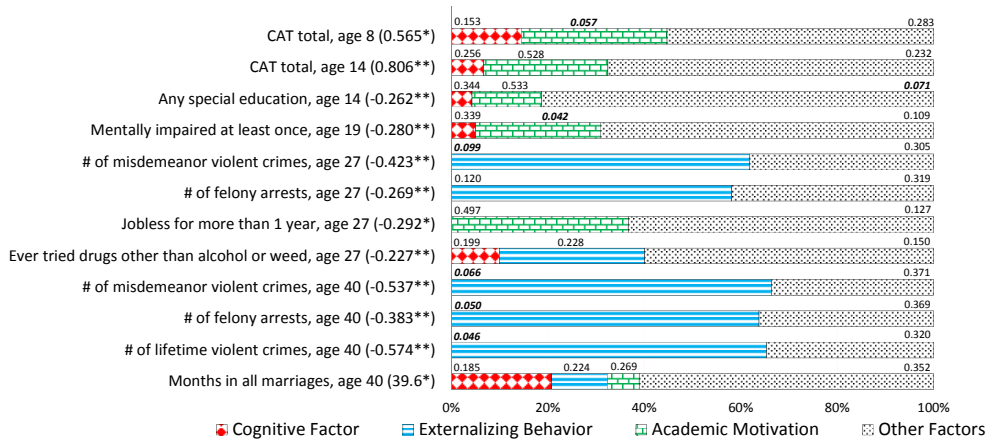 0.153 0.057 0.283
CAT total, age 8 (0.565*)
0.256 0.528 0.232
CAT total, age 14 (0.806**)
0.344 0.533 0.071
Any special education, age 14 (-0.262**)
0.339 0.042 0.109
Mentally impaired at least once, age 19 (-0.280**)
0.099 0.305
# of misdemeanor violent crimes, age 27 (-0.423**)
0.120 0.319
# of felony arrests, age 27 (-0.269**)
0.497 0.127
Jobless for more than 1 year, age 27 (-0.292*)
0.199 0.228 0.150
Ever tried drugs other than alcohol or weed, age 27 (-0.227**)
0.066 0.371
# of misdemeanor violent crimes, age 40 (-0.537**)
0.050 0.369
# of felony arrests, age 40 (-0.383**)
0.046 0.320
# of lifetime violent crimes, age 40 (-0.574**)
0.185 0.224 0.269 0.352
Months in all marriages, age 40 (39.6*)
0% 20% 40% 60% 80% 100%
Cognitive Factor Externalizing Behavior Academic Motivation Other Factors